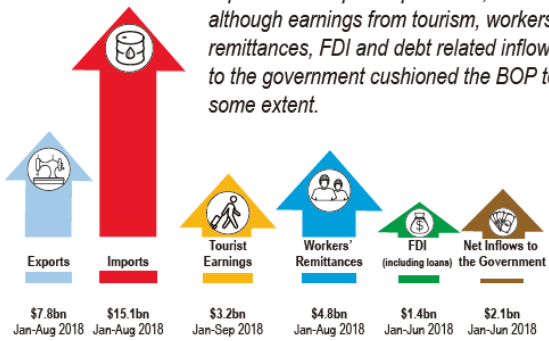 although earnings from tourism, workers
remittances, FDI and debt related inflow
to the government cushioned the BOP to
some extent.
Exports
Imports
Tourist
Earnings
Workers'
Remittances
FDI
(including loans)
Net Inflows to
the Government
$7.8bn
Jan-Aug 2018
$15.1bn
Jan-Aug 2018
$3.2bn
Jan-Sep 2018
$4.8bn
Jan-Aug 2018
$1.4bn
Jan-Jun 2018
$2.1bn
Jan-Jun 2018